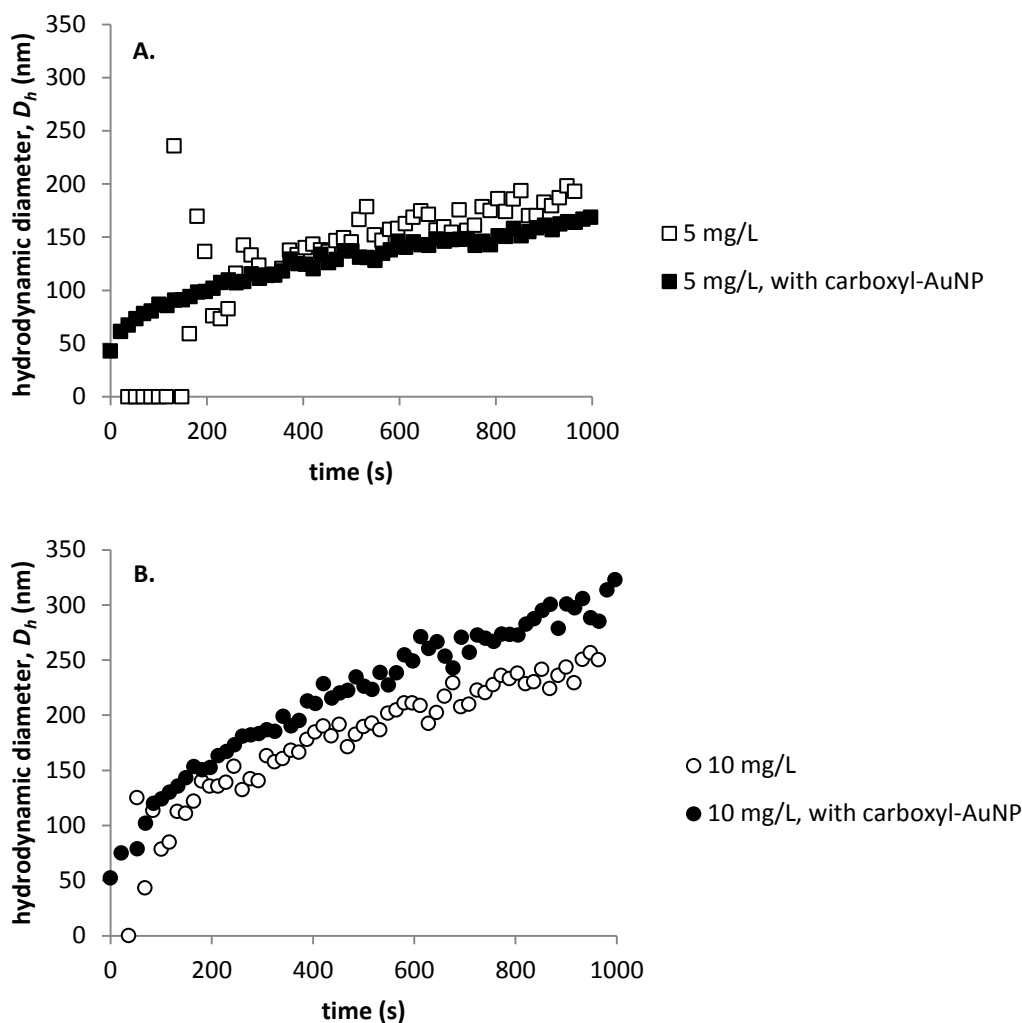 350
300
250
200
150
100
50
0
hydrodynamic diameter, Dh (nm)
A.
0 200 400 600 800 1000
time (s)
5 mg/L
5 mg/L, with carboxyl-AuNP
350
300
250
200
150
100
50
0
hydrodynamic diameter, Dh (nm)
B.
0 200 400 600 800 1000
time (s)
10 mg/L
10 mg/L, with carboxyl-AuNP